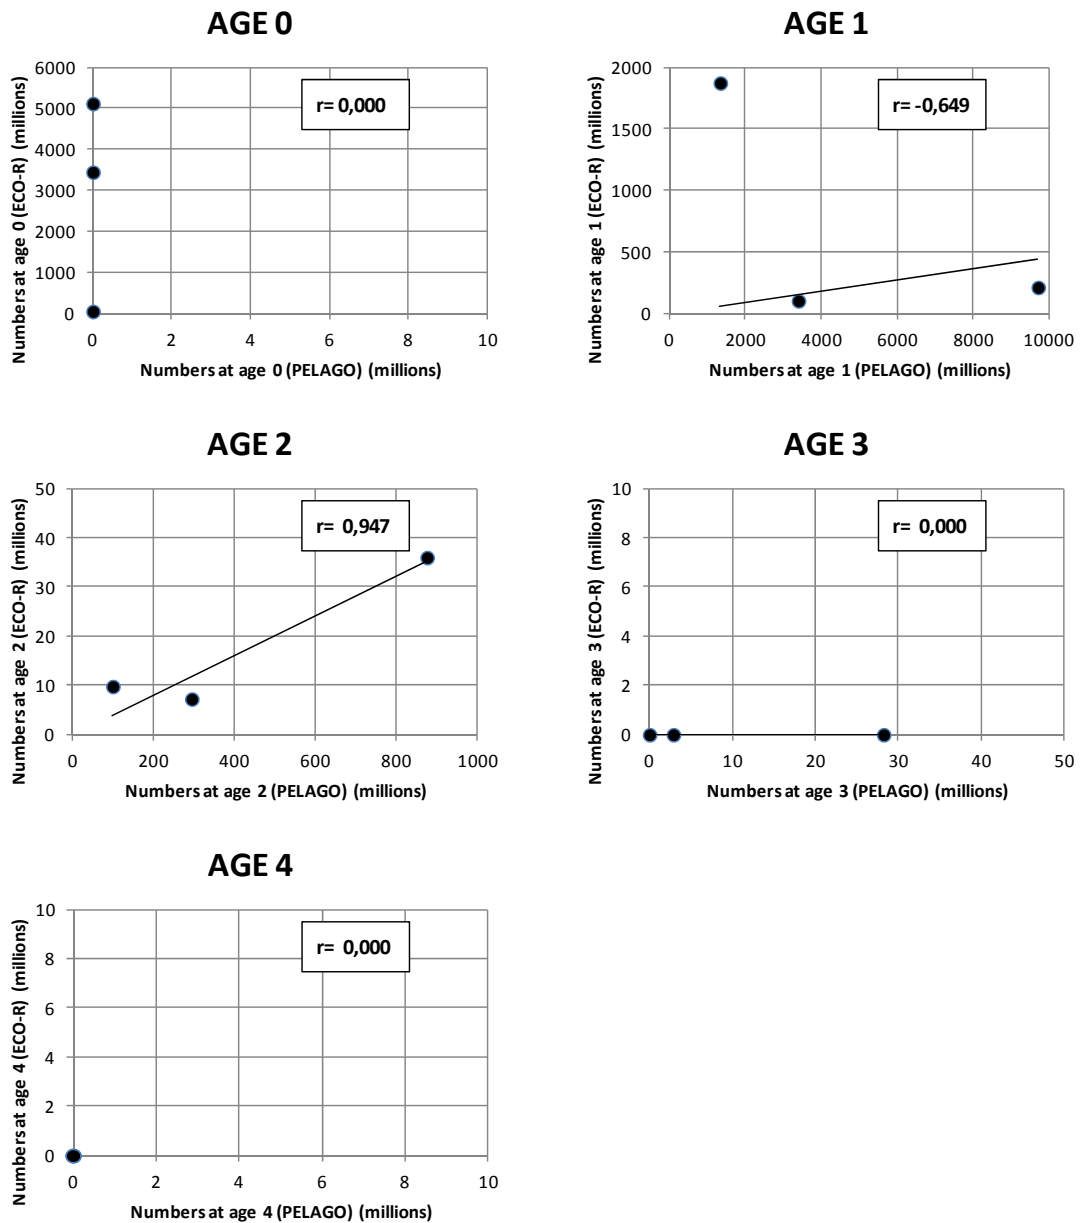 AGE 0
6000
5000
4000
3000
2000
1000
0
0 2 4 6 8 10
r= 0,000
Numbers at age 0 (ECO-R) (millions)
Numbers at age 0 (PELAGO) (millions)
AGE 1
2000
1500
1000
500
0
0 2000 4000 6000 8000 10000
r= -0,649
Numbers at age 1 (ECO-R) (millions)
Numbers at age 1 (PELAGO) (millions)
AGE 2
50
40
30
20
10
0
0 200 400 600 800 1000
r= 0,947
Numbers at age 2 (ECO-R) (millions)
Numbers at age 2 (PELAGO) (millions)
AGE 3
10
8
6
4
2
0
0 10 20 30 40 50
r= 0,000
Numbers at age 3 (ECO-R) (millions)
Numbers at age 3 (PELAGO) (millions)
AGE 4
10
8
6
4
2
0
0 2 4 6 8 10
r= 0,000
Numbers at age 4 (ECO-R) (millions)
Numbers at age 4 (PELAGO) (millions)